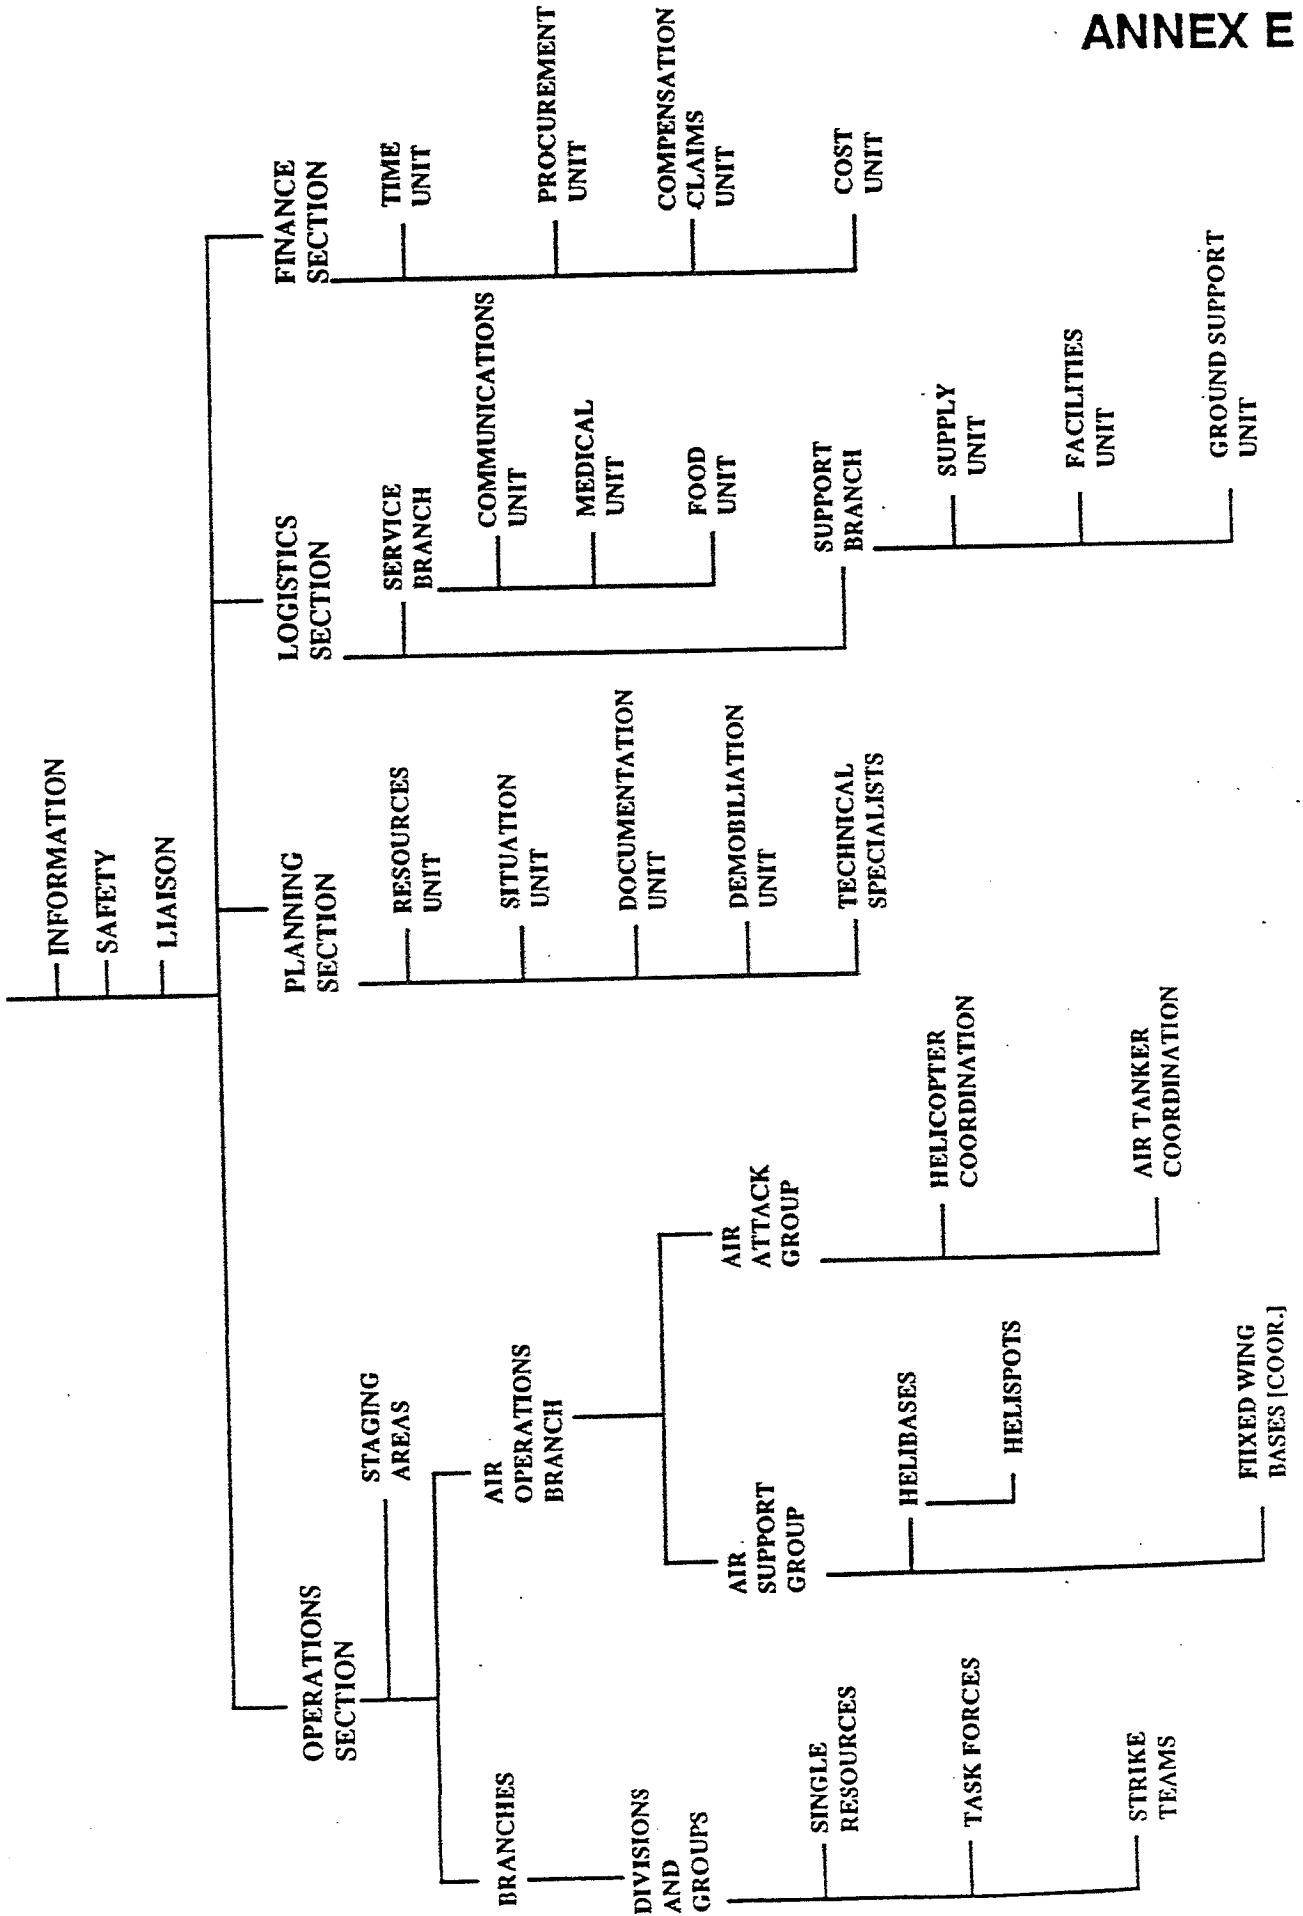 ANNEX E
INFORMATION
SAFETY
LIAISON
OPERATIONS
SECTION
STAGING
AREAS
BRANCHES
DIVISIONS
AND
GROUPS
SINGLE
RESOURCES
TASK FORCES
STRIKE
TEAMS
AIR
OPERATIONS
BRANCH
AIR
SUPPORT
GROUP
HELIBASES
HELISPOTS
FIIXED WING
BASES [COOR.]
AIR
ATTACK
GROUP
HELICOPTER
COORDINATION
AIR TANKER
COORDINATION
PLANNING
SECTION
RESOURCES
UNIT
SITUATION
UNIT
DOCUMENTATION
UNIT
DEMOBILIATION
UNIT
TECHNICAL
SPECIALISTS
LOGISTICS
SECTION
SERVICE
BRANCH
COMMUNICATIONS
UNIT
MEDICAL
UNIT
FOOD
UNIT
SUPPORT
BRANCH
SUPPLY
UNIT
FACILITIES
UNIT
GROUND SUPPORT
UNIT
FINANCE
SECTION
TIME
UNIT
PROCUREMENT
UNIT
COMPENSATION
CLAIMS
UNIT
COST
UNIT